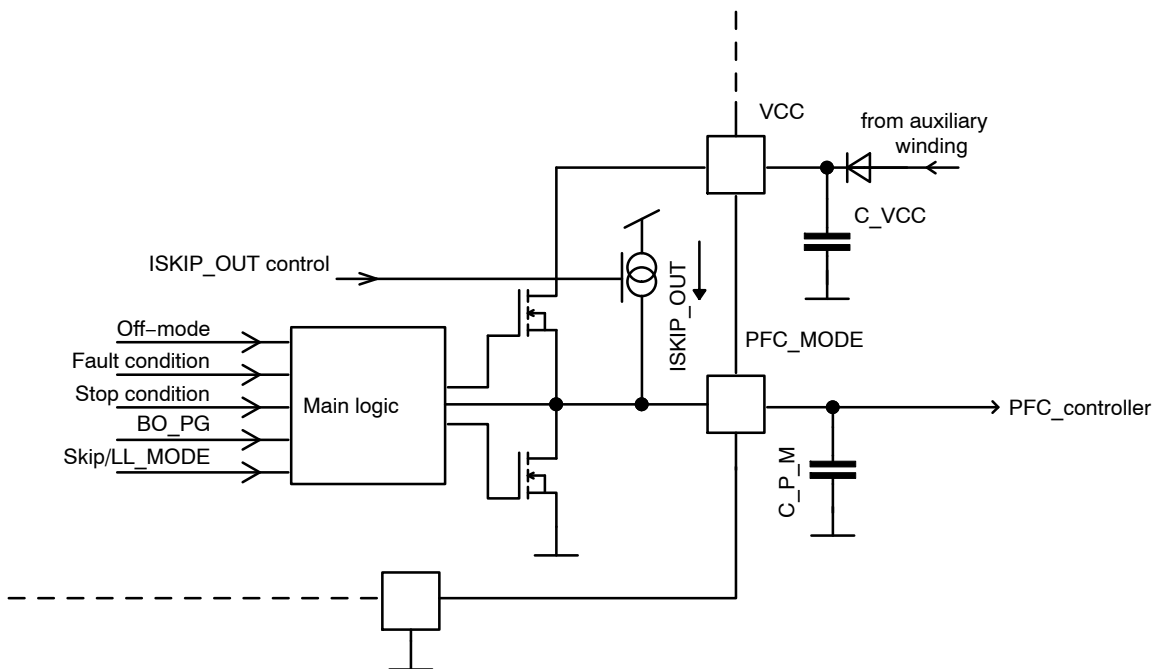 VCC
from auxiliary
winding
C_VCC
ISKIP_OUT control
ISKIP_OUT
Off−mode
Fault condition
Stop condition
BO_PG
Skip/LL_MODE
Main logic
PFC_MODE
PFC_controller
C_P_M